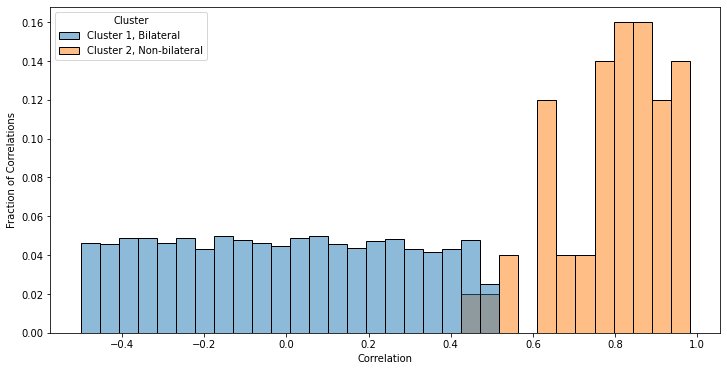 Cluster
Cluster 1, Bilateral
Cluster 2, Non-bilateral
Fraction of Correlations
0.16
0.14
0.12
0.10
0.08
0.06
0.04
0.02
0.00
−0.4 −0.2 0.0 0.2 0.4 0.6 0.8 1.0
Correlation